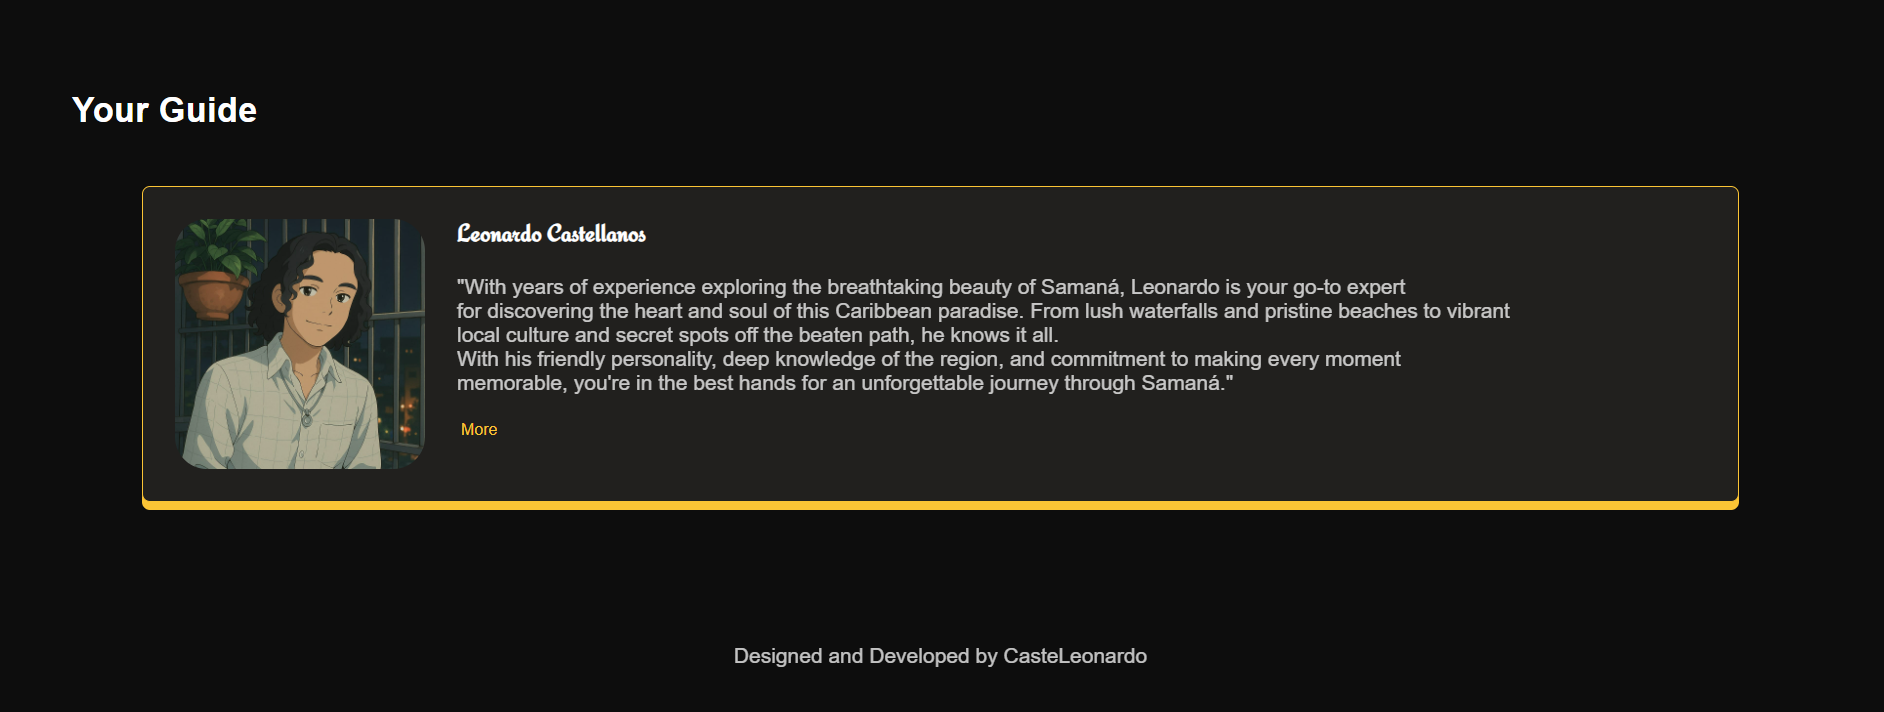 Your Guide
Leonardo Castellanos
"With years of experience exploring the breathtaking beauty of Samaná, Leonardo is your go-to expert
for discovering the heart and soul of this Caribbean paradise. From lush waterfalls and pristine beaches to vibrant
local culture and secret spots off the beaten path, he knows it all.
With his friendly personality, deep knowledge of the region, and commitment to making every moment
memorable, you're in the best hands for an unforgettable journey through Samaná."
More
Designed and Developed by CasteLeonardo